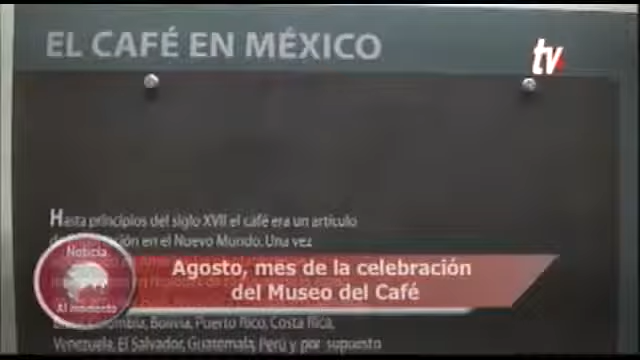 EL CAFÉ EN MÉXICO
tv
Hasta principios del siglo XVII el café era un artículo
en el Nuevo Mundo. Una vez
Noticia
Al momento
Agosto, mes de la celebración
del Museo del Café
Colombia, Bolivia, Puerto Rico, Costa Rica,
Venezuela, El Salvador, Guatemala, Perú y por supuesto